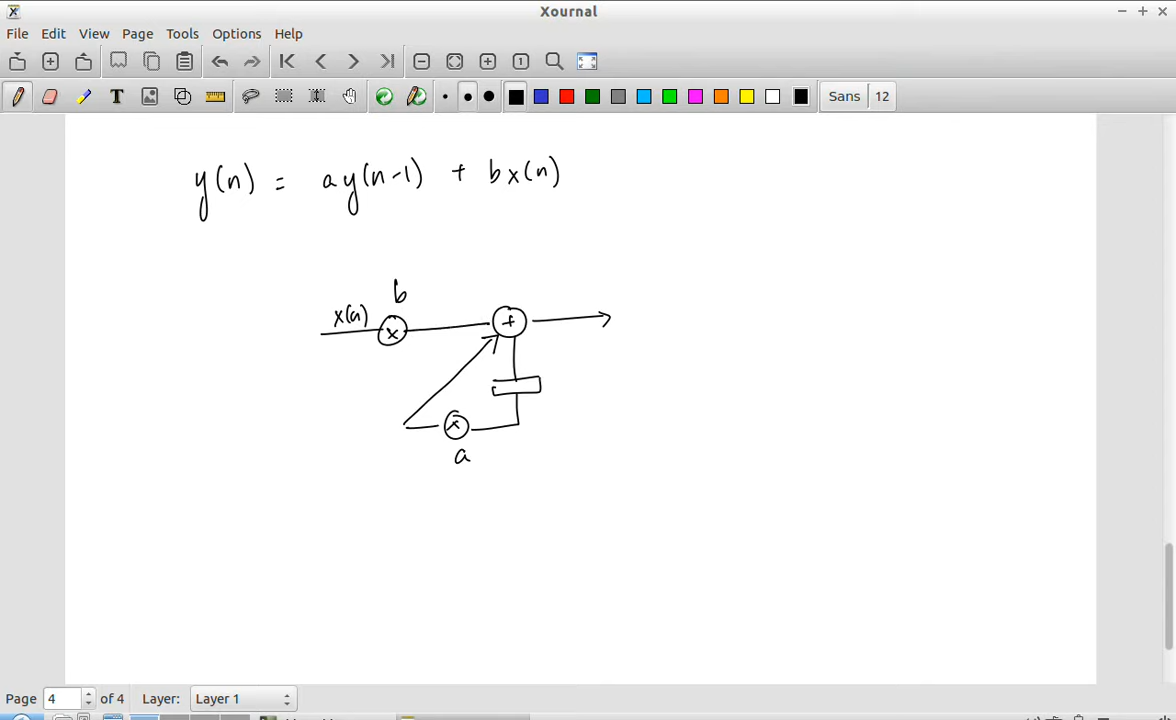 Xournal
File Edit View Page Tools Options Help
Sans 12
y(n) = ay(n-1) + bx(n)
b
x(a)
x
+
x
a
Page 4 of 4 Layer: Layer 1